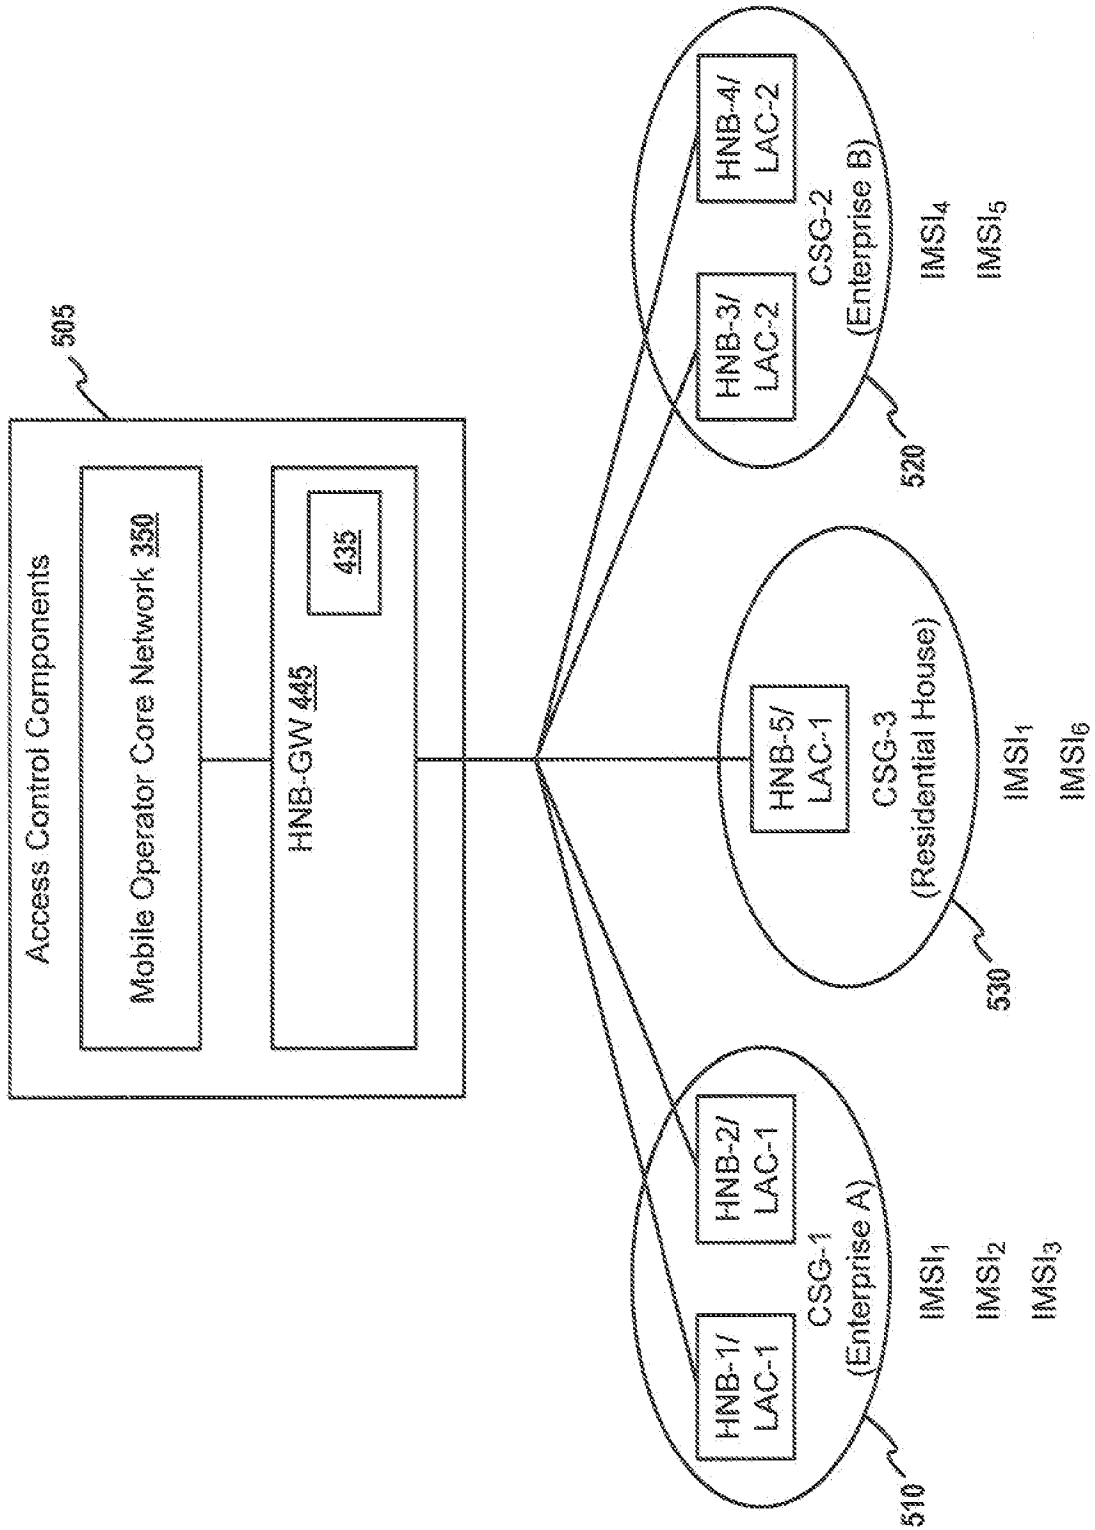 Access Control Components
505
Mobile Operator Core Network 350
HNB-GW 445
435
HNB-1/
LAC-1
HNB-2/
LAC-1
CSG-1
(Enterprise A)
510
IMSI₁
IMSI₂
IMSI₃
HNB-5/
LAC-1
CSG-3
(Residential House)
530
IMSI₁
IMSI₆
HNB-3/
LAC-2
HNB-4/
LAC-2
CSG-2
(Enterprise B)
520
IMSI₄
IMSI₅